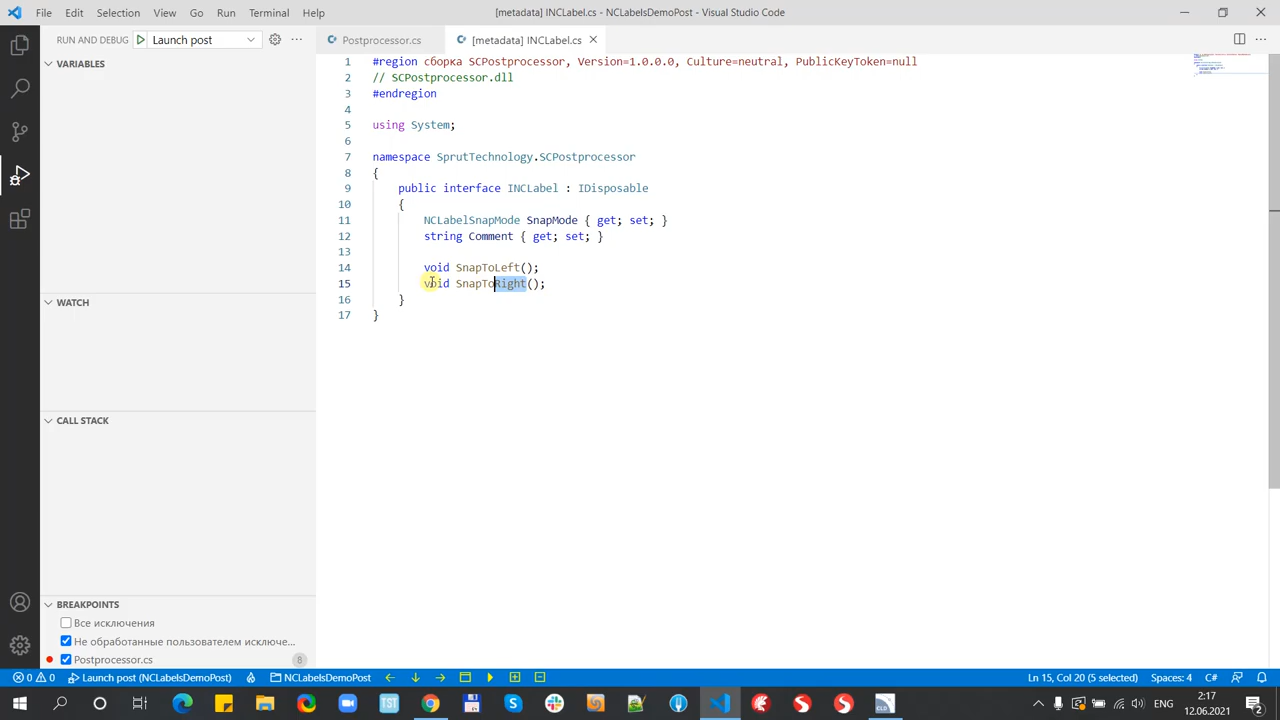 File Edit Selection View Go Run Terminal Help
[metadata] INCLabel.cs - NCLabelsDemoPost - Visual Studio Code
RUN AND DEBUG Launch post
Postprocessor.cs
[metadata] INCLabel.cs
VARIABLES
WATCH
CALL STACK
BREAKPOINTS
Все исключения
Не обработанные пользователем исключе...
Postprocessor.cs 8
1 #region сборка SCPostprocessor, Version=1.0.0.0, Culture=neutral, PublicKeyToken=null
2 // SCPostprocessor.dll
3 #endregion
4
5 using System;
6
7 namespace SprutTechnology.SCPostprocessor
8 {
9 public interface INCLabel : IDisposable
10 {
11 NCLabelSnapMode SnapMode { get; set; }
12 string Comment { get; set; }
13
14 void SnapToLeft();
15 void SnapToRight();
16 }
17 }
0 0 Launch post (NCLabelsDemoPost) NCLabelsDemoPost
Ln 15, Col 20 (5 selected) Spaces: 4 C#
TST
CLD
ENG
2:17
12.06.2021
2